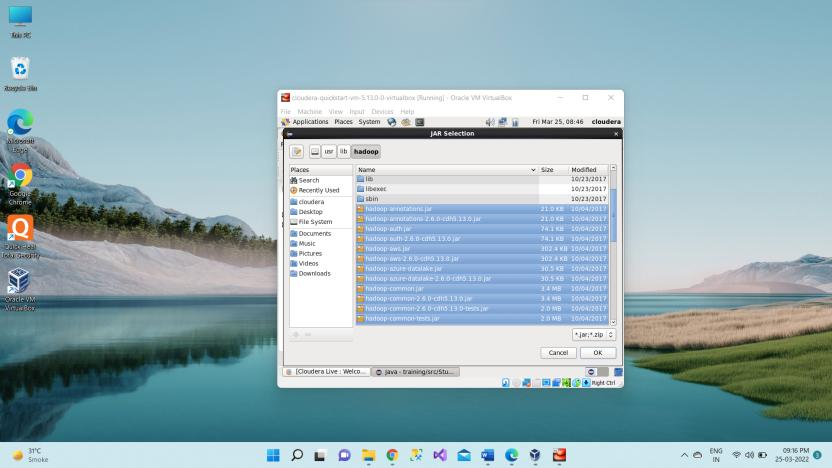 This PC
Recycle Bin
Microsoft
Edge
Google
Chrome
Quick Heal
Total Security
Oracle VM
VirtualBox
cloudera-quickstart-vm-5.13.0-0-virtualbox [Running] - Oracle VM VirtualBox
File Machine View Input Devices Help
Applications Places System Fri Mar 25, 08:46 cloudera
JAR Selection
usr lib hadoop
Places
Search
Recently Used
cloudera
Desktop
File System
Documents
Music
Pictures
Videos
Downloads
Name Size Modified
lib 10/23/2017
libexec 10/23/2017
sbin 10/23/2017
hadoop-annotations.jar 21.0 KB 10/04/2017
hadoop-annotations-2.6.0-cdh5.13.0.jar 21.0 KB 10/04/2017
hadoop-auth.jar 74.1 KB 10/04/2017
hadoop-auth-2.6.0-cdh5.13.0.jar 74.1 KB 10/04/2017
hadoop-aws.jar 302.4 KB 10/04/2017
hadoop-aws-2.6.0-cdh5.13.0.jar 302.4 KB 10/04/2017
hadoop-azure-datalake.jar 30.5 KB 10/04/2017
hadoop-azure-datalake-2.6.0-cdh5.13.0.jar 30.5 KB 10/04/2017
hadoop-common.jar 3.4 MB 10/04/2017
hadoop-common-2.6.0-cdh5.13.0.jar 3.4 MB 10/04/2017
hadoop-common-2.6.0-cdh5.13.0-tests.jar 2.0 MB 10/04/2017
hadoop-common-tests.jar 2.0 MB 10/04/2017
*.jar;*.zip
Cancel OK
[Cloudera Live : Welco... Java - training/src/Stu...
Right Ctrl
31°C
Smoke
ENG
IN
09:16 PM
25-03-2022
3